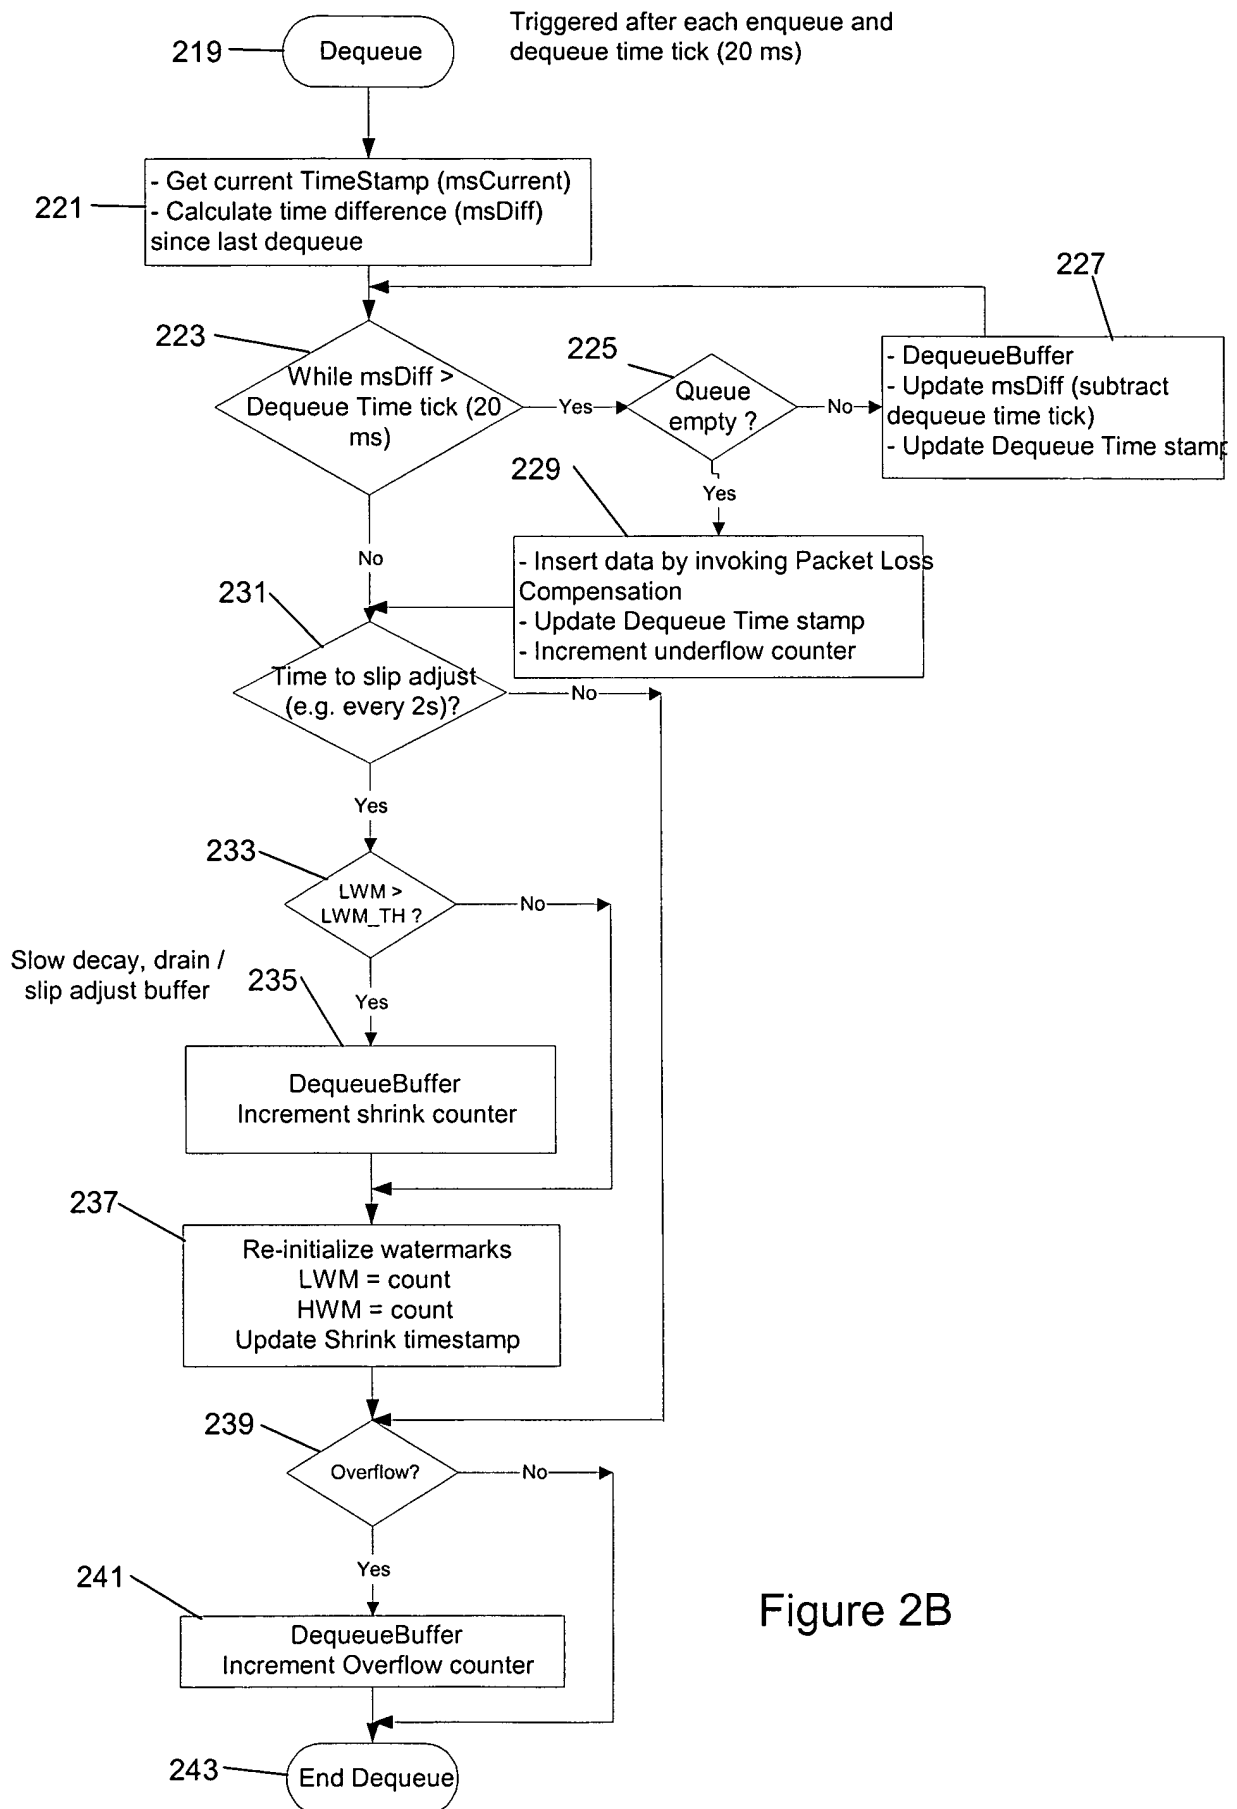 Triggered after each enqueue and
dequeue time tick (20 ms)
219
Dequeue
221
- Get current TimeStamp (msCurrent)
- Calculate time difference (msDiff)
since last dequeue
223
While msDiff >
Dequeue Time tick (20
ms)
Yes
225
Queue
empty ?
No
227
- DequeueBuffer
- Update msDiff (subtract
dequeue time tick)
- Update Dequeue Time stamp
Yes
229
- Insert data by invoking Packet Loss
Compensation
- Update Dequeue Time stamp
- Increment underflow counter
No
231
Time to slip adjust
(e.g. every 2s)?
No
Yes
233
LWM >
LWM_TH ?
No
Yes
Slow decay, drain /
slip adjust buffer
235
DequeueBuffer
Increment shrink counter
237
Re-initialize watermarks
LWM = count
HWM = count
Update Shrink timestamp
239
Overflow?
No
Yes
241
DequeueBuffer
Increment Overflow counter
243
End Dequeue
Figure 2B